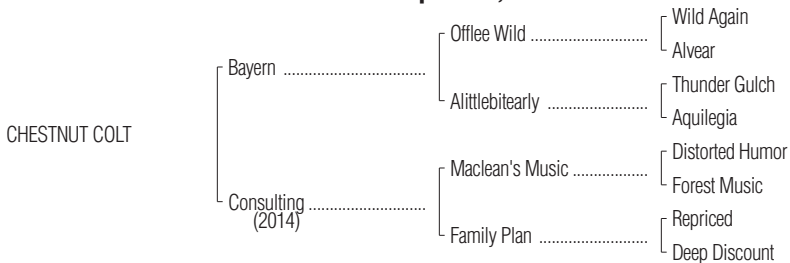 Wild Again
Offlee Wild ..............................
Alvear
Bayern ....................................
Thunder Gulch
Alittlebitearly .........................
Aquilegia
CHESTNUT COLT
Distorted Humor
Maclean's Music ...................
Forest Music
Consulting ..............................
(2014)
Repriced
Family Plan ...........................
Deep Discount